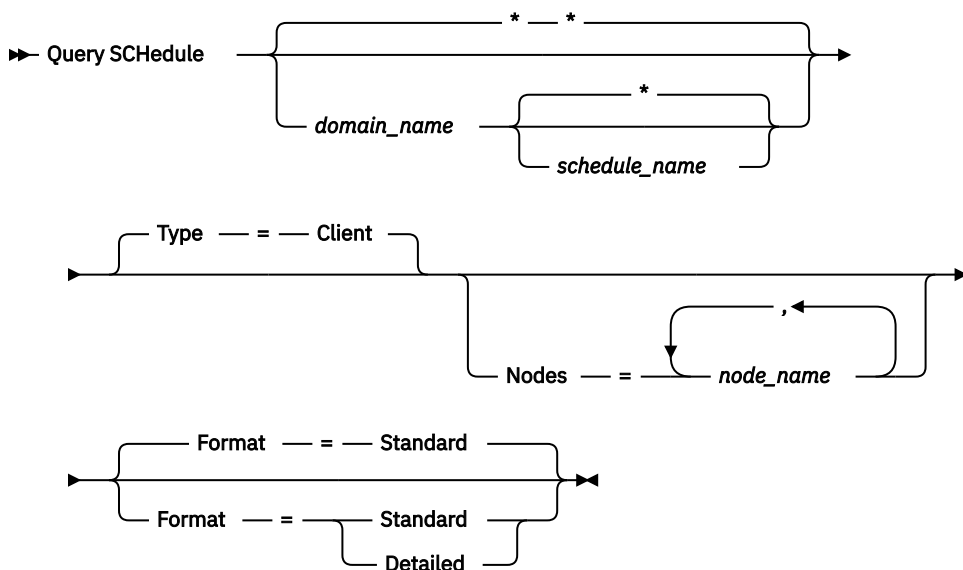 * *
Query SCHedule
*
domain_name
schedule_name
Type = Client
,
Nodes = node_name
Format = Standard
Format = Standard
Detailed